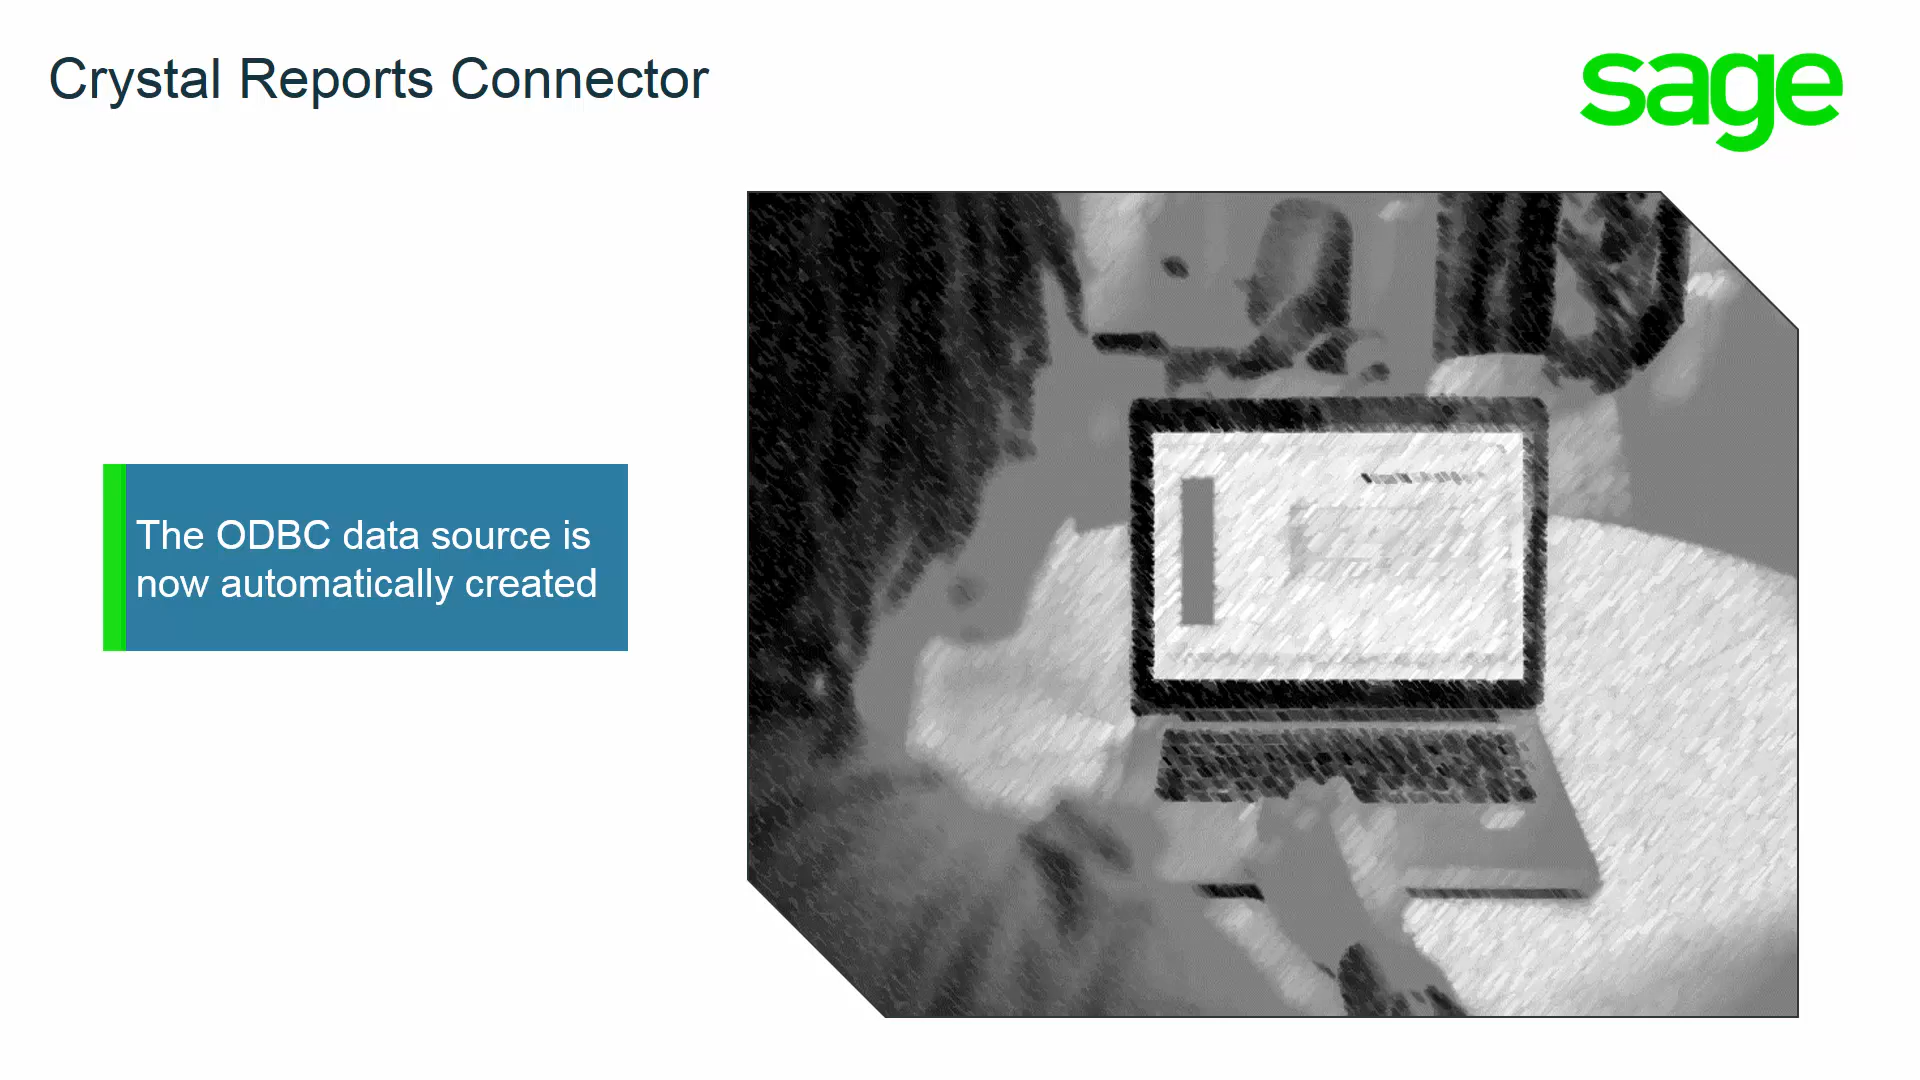 Crystal Reports Connector
sage
The ODBC data source is
now automatically created